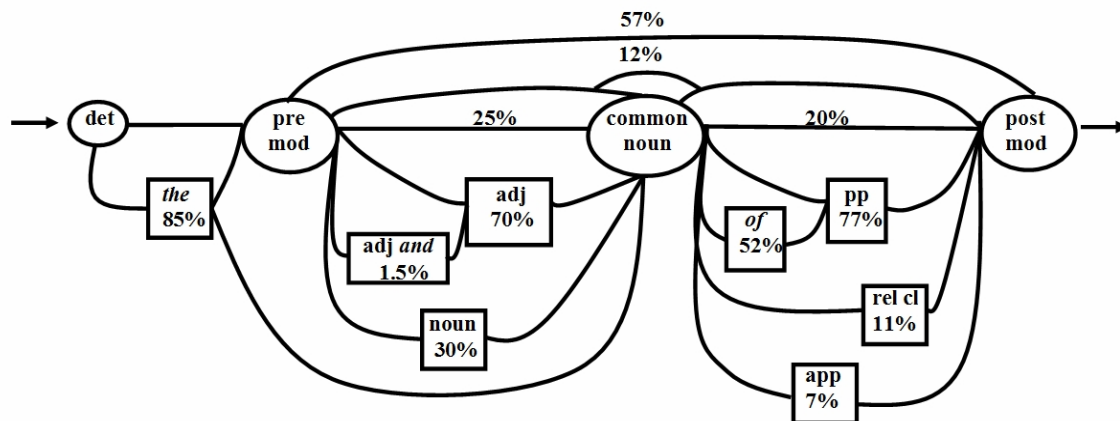 57%
12%
det
pre
mod
25%
common
noun
20%
post
mod
the
85%
adj
70%
adj and
1.5%
noun
30%
pp
77%
of
52%
rel cl
11%
app
7%